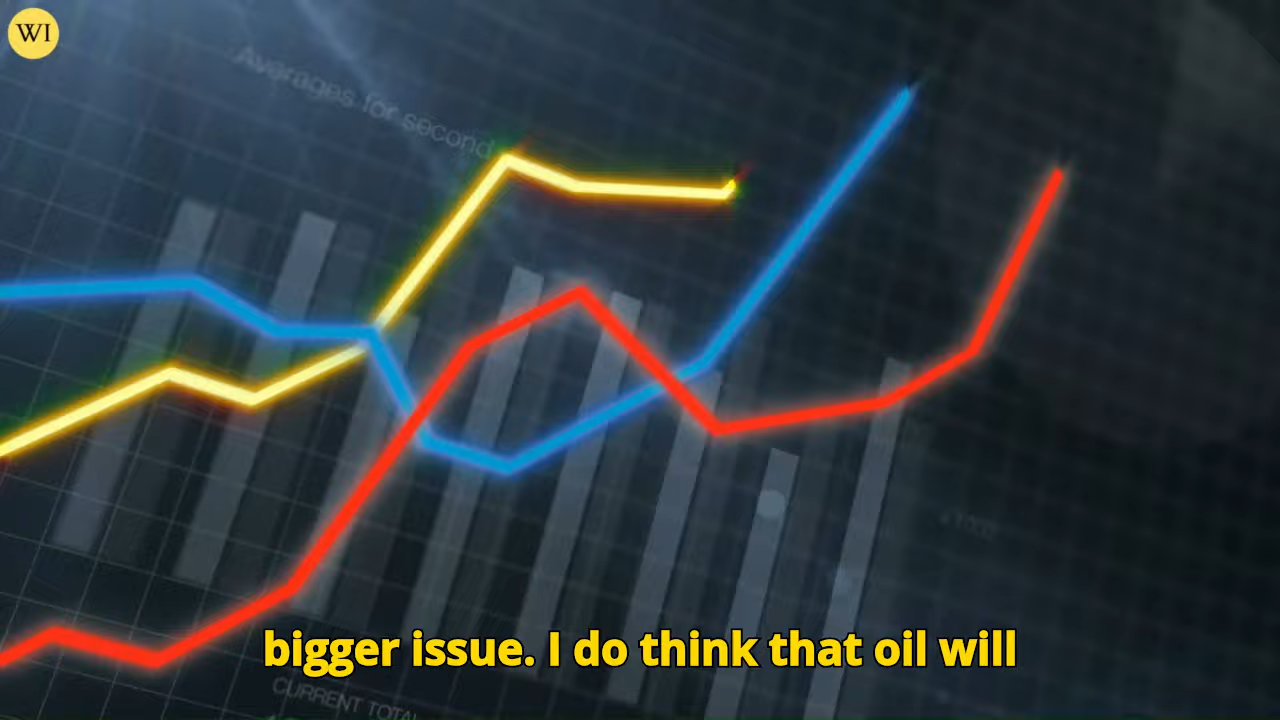 WI
Averages for second
bigger issue. I do think that oil will
CURRENT TOTAL